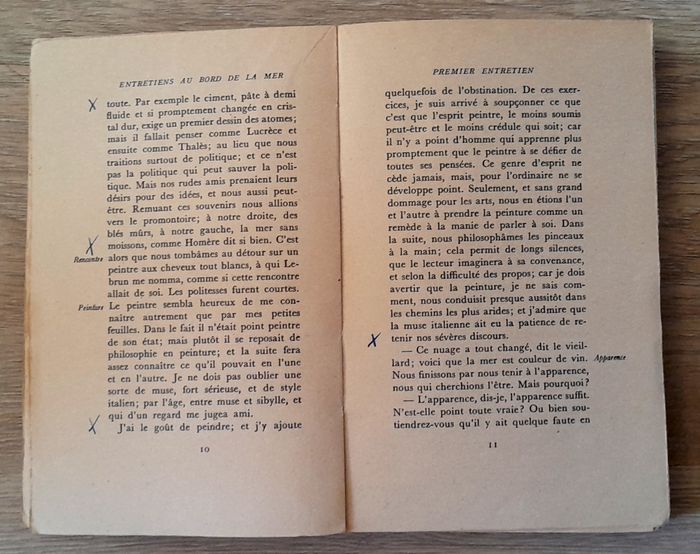 ENTRETIENS AU BORD DE LA MER
toute. Par exemple le ciment, pâte à demi
fluide et si promptement changée en cris-
tal dur, exige un premier dessin des atomes;
mais il fallait penser comme Lucrèce et
ensuite comme Thalès; au lieu que nous
traitions surtout de politique; et ce n'est
pas la politique qui peut sauver la poli-
tique. Mais nos rudes amis prenaient leurs
désirs pour des idées, et nous aussi peut-
être. Remuant ces souvenirs nous allions
vers le promontoire; à notre droite, des
blés mûrs, à notre gauche, la mer sans
moissons, comme Homère dit si bien. C'est
Rencontre
alors que nous tombâmes au détour sur un
peintre aux cheveux tout blancs, à qui Le-
brun me nomma, comme si cette rencontre
allait de soi. Les politesses furent courtes.
Peinture
Le peintre sembla heureux de me con-
naître autrement que par mes petites
feuilles. Dans le fait il n'était point peintre
de son état; mais plutôt il se reposait de
philosophie en peinture; et la suite fera
assez connaître ce qu'il pouvait en l'une
et en l'autre. Je ne dois pas oublier une
sorte de muse, fort sérieuse, et de style
italien; par l'âge, entre muse et sibylle, et
qui d'un regard me jugea ami.
J'ai le goût de peindre; et j'y ajoute
10
PREMIER ENTRETIEN
quelquefois de l'obstination. De ces exer-
cices, je suis arrivé à soupçonner ce que
c'est que l'esprit peintre, le moins soumis
peut-être et le moins crédule qui soit; car
il n'y a point d'homme qui apprenne plus
promptement que le peintre à se défier de
toutes ses pensées. Ce genre d'esprit ne
cède jamais, mais, pour l'ordinaire ne se
développe point. Seulement, et sans grand
dommage pour les arts, nous en étions l'un
et l'autre à prendre la peinture comme un
remède à la manie de parler à soi. Dans
la suite, nous philosophâmes les pinceaux
à la main; cela permet de longs silences,
que le lecteur imaginera à sa convenance,
et selon la difficulté des propos; car je dois
avertir que la peinture, je ne sais com-
ment, nous conduisit presque aussitôt dans
les chemins les plus arides; et j'admire que
la muse italienne ait eu la patience de re-
tenir nos sévères discours.
— Ce nuage a tout changé, dit le vieil-
lard; voici que la mer est couleur de vin.
Apparence
Nous finissons par nous tenir à l'apparence,
nous qui cherchions l'être. Mais pourquoi?
— L'apparence, dis-je, l'apparence suffit.
N'est-elle point toute vraie? Ou bien sou-
tiendrez-vous qu'il y ait quelque faute en
11